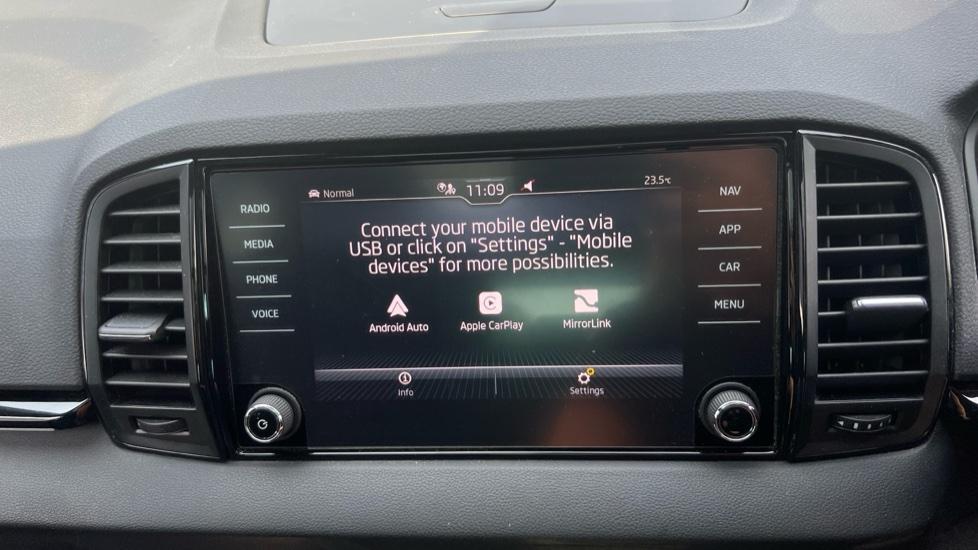 Normal
11:09
23.5°C
RADIO
MEDIA
PHONE
VOICE
NAV
APP
CAR
MENU
Connect your mobile device via
USB or click on "Settings" - "Mobile
devices" for more possibilities.
Android Auto
Apple CarPlay
MirrorLink
Info
Settings